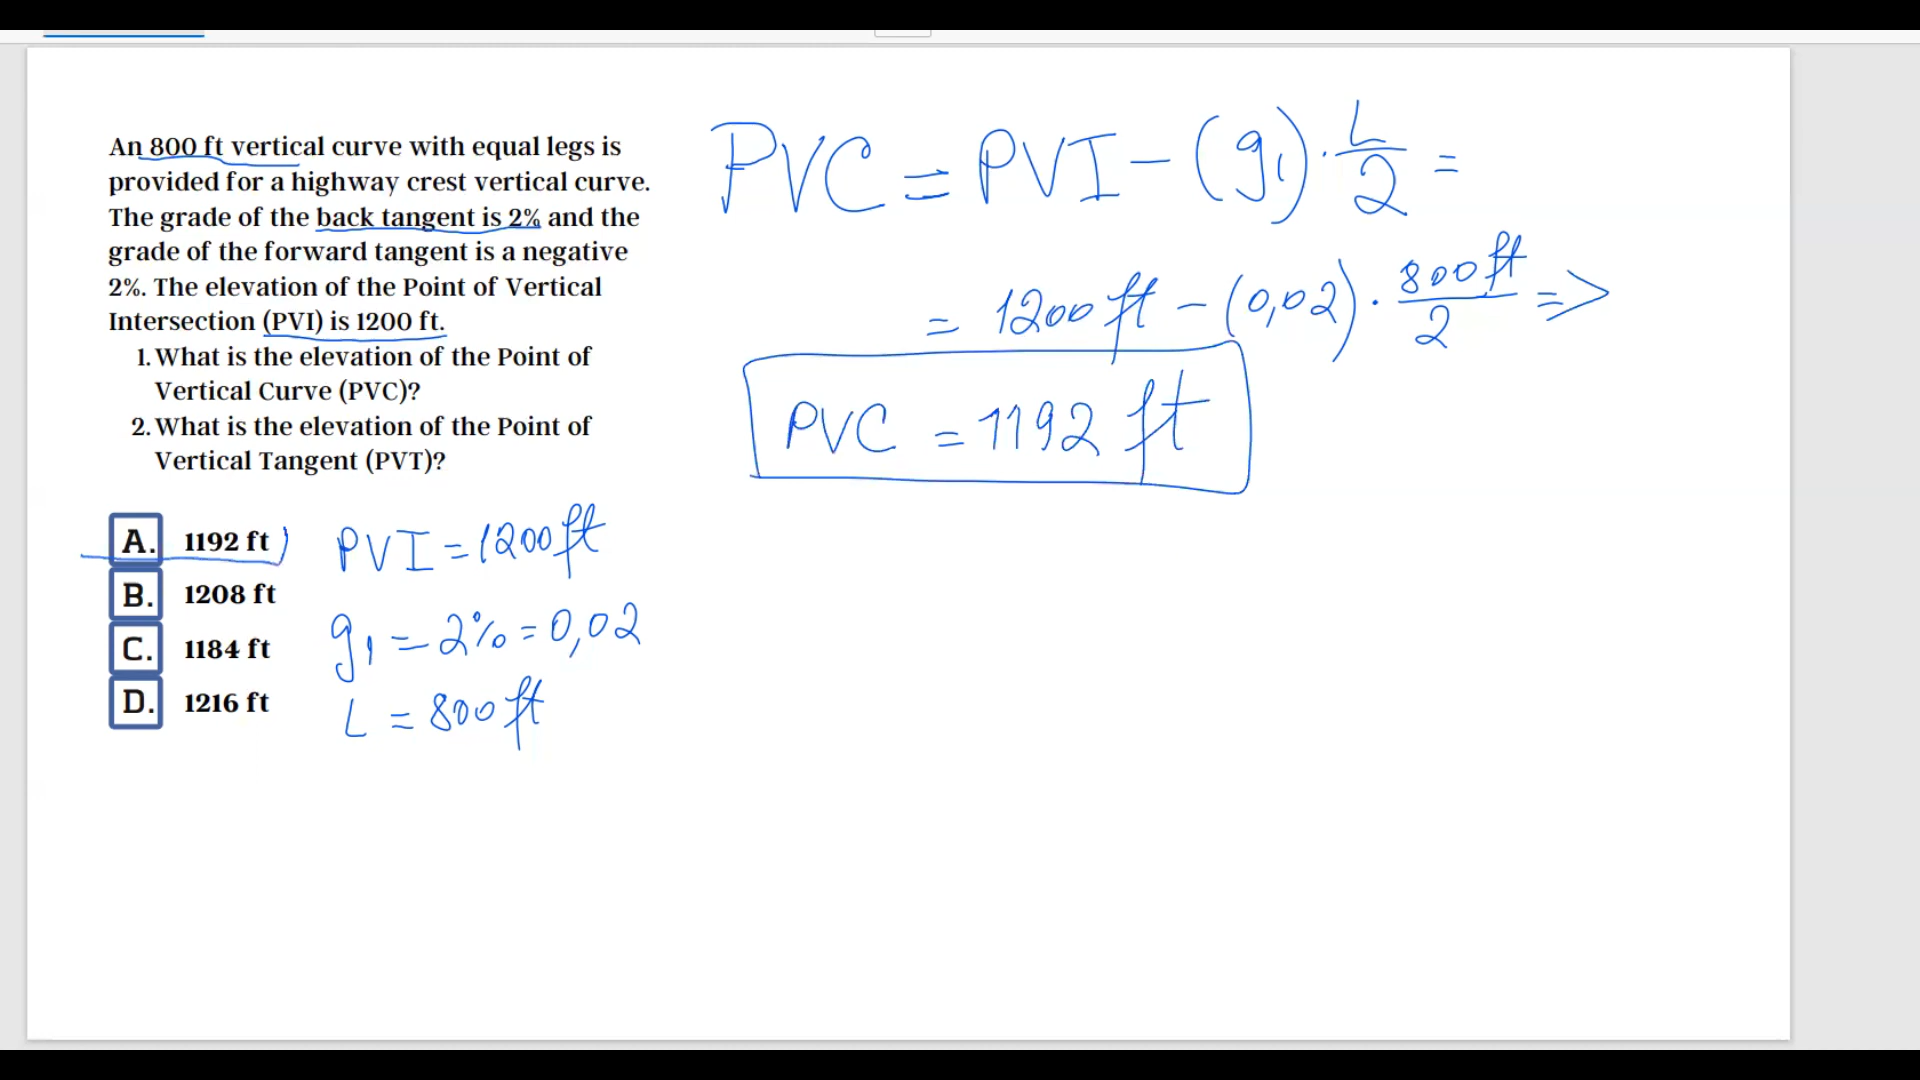 An 800 ft vertical curve with equal legs is
provided for a highway crest vertical curve.
The grade of the back tangent is 2% and the
grade of the forward tangent is a negative
2%. The elevation of the Point of Vertical
Intersection (PVI) is 1200 ft.
1. What is the elevation of the Point of
Vertical Curve (PVC)?
2. What is the elevation of the Point of
Vertical Tangent (PVT)?
A. 1192 ft
B. 1208 ft
C. 1184 ft
D. 1216 ft
PVI = 1200 ft
g1 = 2% = 0,02
L = 800 ft
PVC = PVI - (g1) · L/2 =
= 1200 ft - (0,02) · 800 ft/2 =>
PVC = 1192 ft